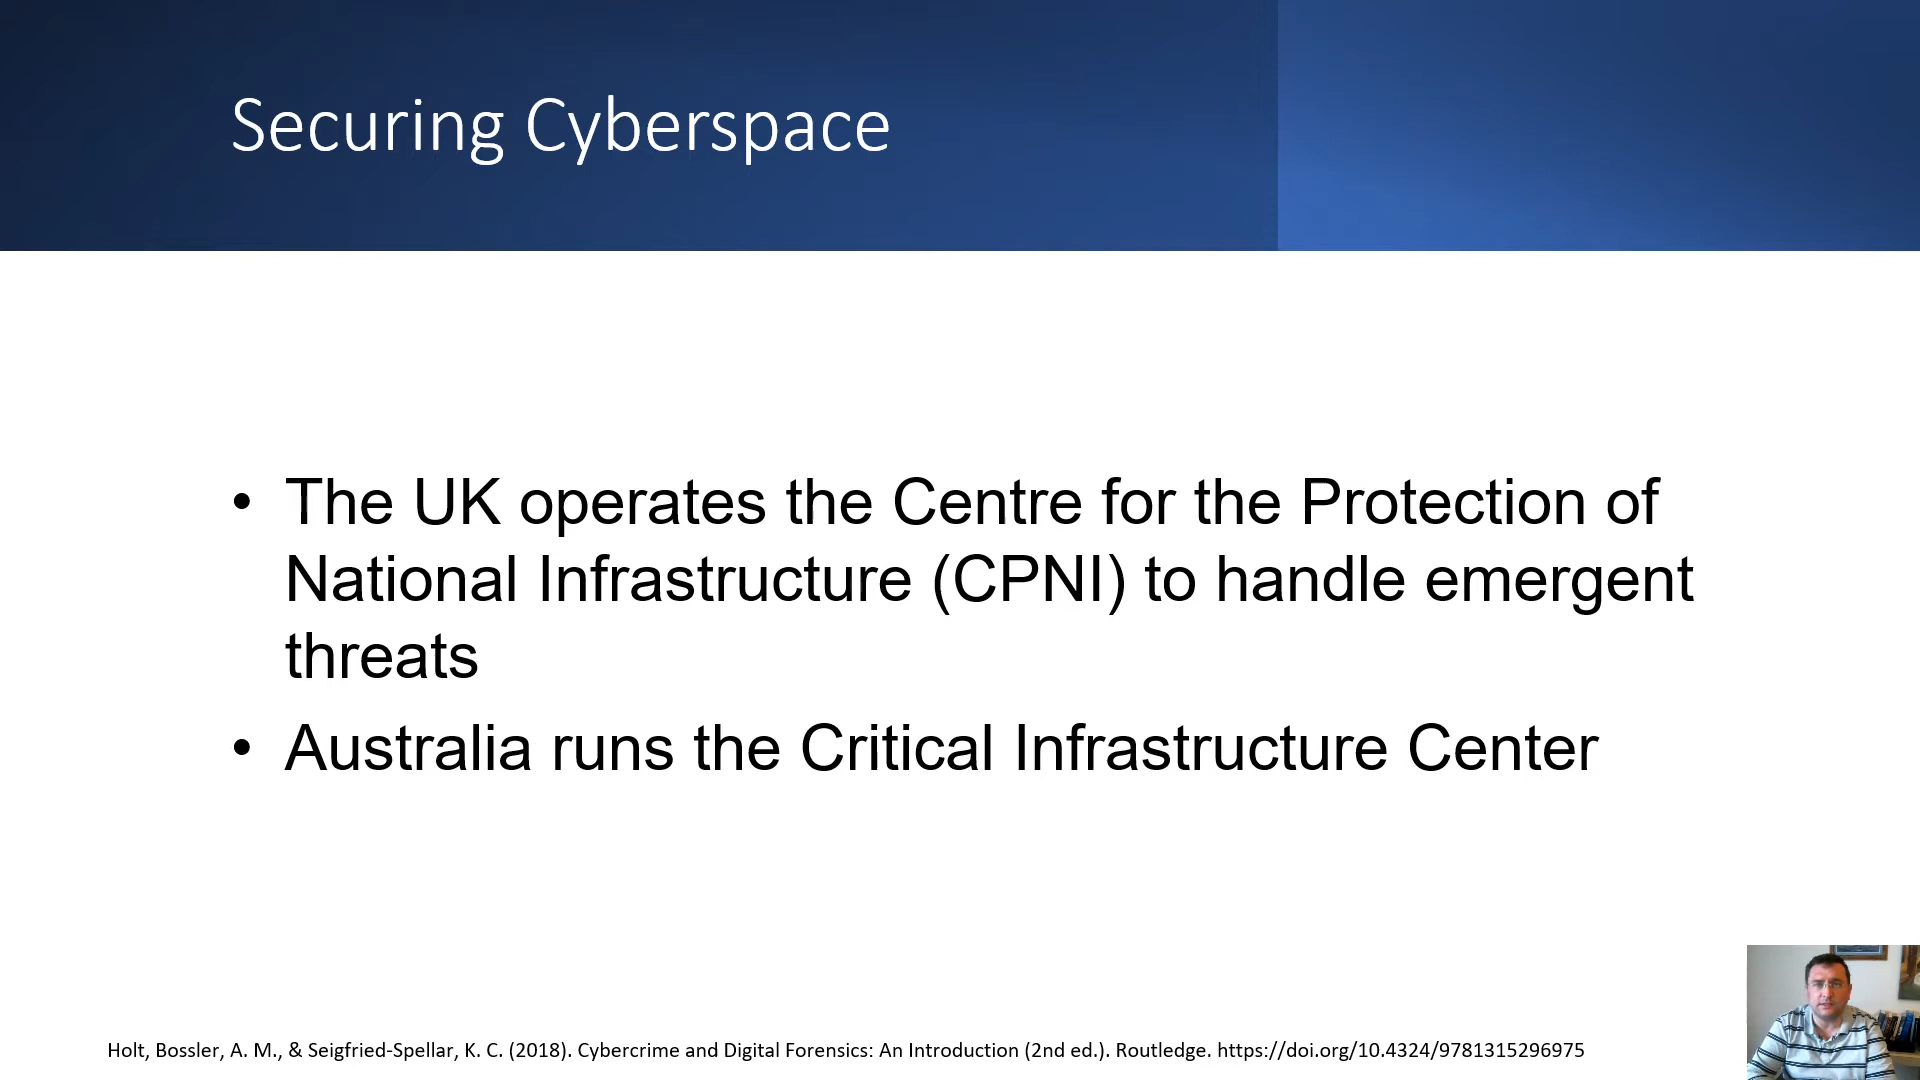 Securing Cyberspace
• The UK operates the Centre for the Protection of
National Infrastructure (CPNI) to handle emergent
threats
• Australia runs the Critical Infrastructure Center
Holt, Bossler, A. M., & Seigfried-Spellar, K. C. (2018). Cybercrime and Digital Forensics: An Introduction (2nd ed.). Routledge. https://doi.org/10.4324/9781315296975